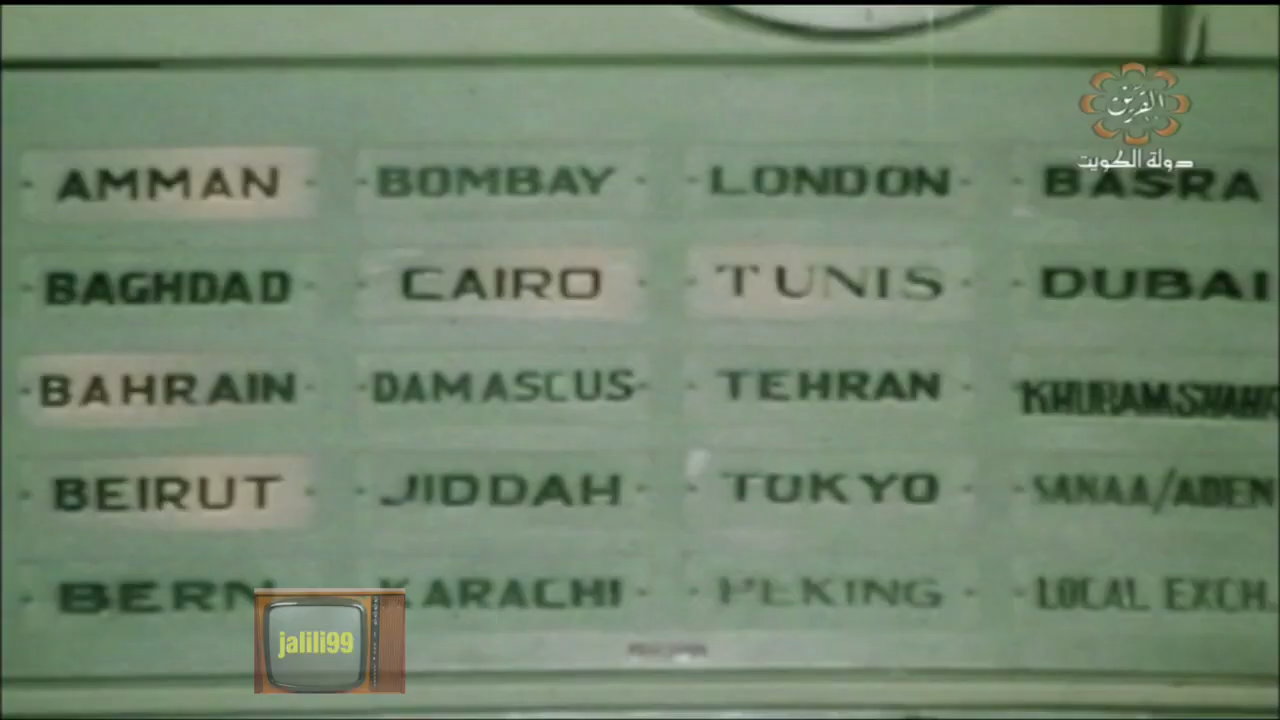 القرين
دولة الكويت
AMMAN BOMBAY LONDON BASRA
BAGHDAD CAIRO TUNIS DUBAI
BAHRAIN DAMASCUS TEHRAN KHURAMSHAHR
BEIRUT JIDDAH TOKYO SANAA/ADEN
BERN KARACHI PEKING LOCAL EXCH.
jalili99